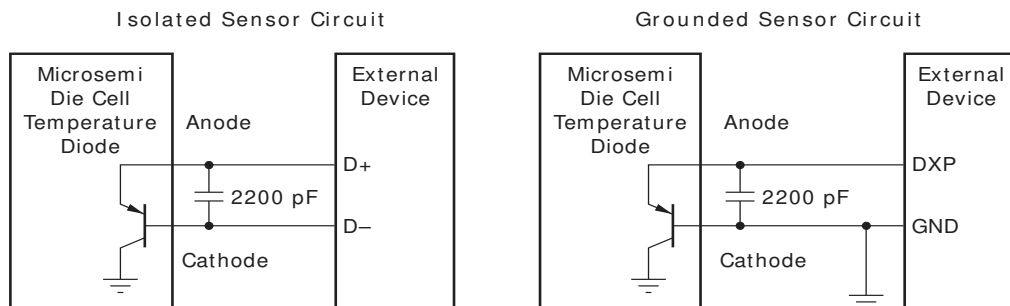 Isolated Sensor Circuit
Microsemi
Die Cell
Temperature
Diode
Anode
External
Device
D+
2200 pF
D–
Cathode
Grounded Sensor Circuit
Microsemi
Die Cell
Temperature
Diode
Anode
External
Device
DXP
2200 pF
GND
Cathode